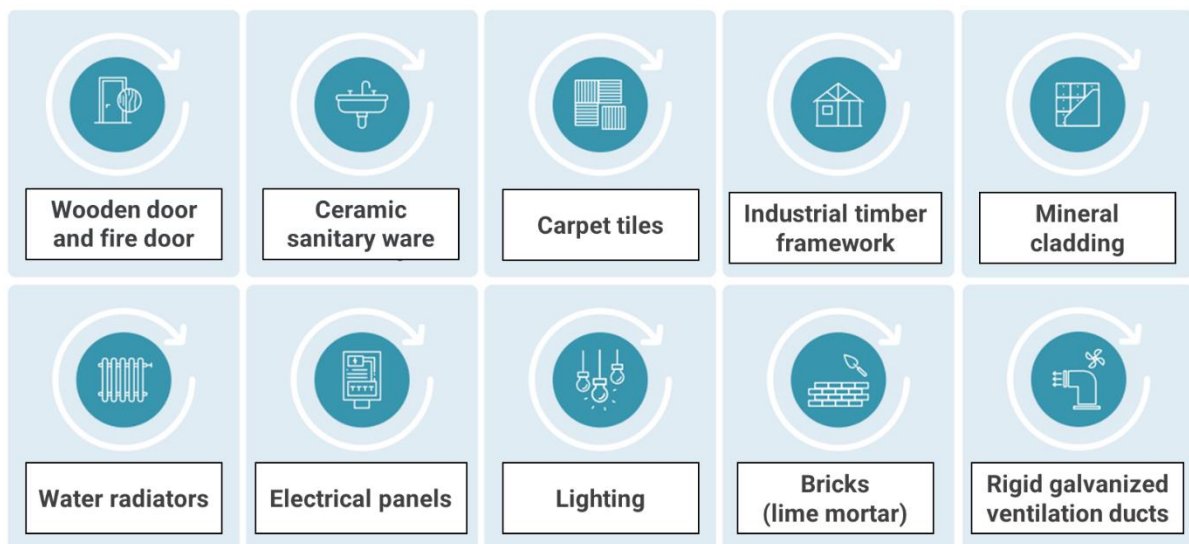 Wooden door
and fire door
Ceramic
sanitary ware
Carpet tiles
Industrial timber
framework
Mineral
cladding
Water radiators
Electrical panels
Lighting
Bricks
(lime mortar)
Rigid galvanized
ventilation ducts